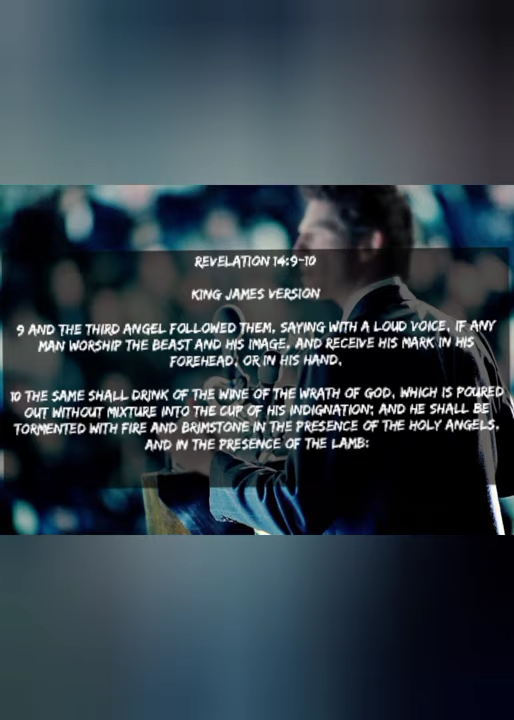 REVELATION 14:9-10
KING JAMES VERSION
9 AND THE THIRD ANGEL FOLLOWED THEM, SAYING WITH A LOUD VOICE, IF ANY
MAN WORSHIP THE BEAST AND HIS IMAGE, AND RECEIVE HIS MARK IN HIS
FOREHEAD, OR IN HIS HAND,
10 THE SAME SHALL DRINK OF THE WINE OF THE WRATH OF GOD, WHICH IS POURED
OUT WITHOUT MIXTURE INTO THE CUP OF HIS INDIGNATION; AND HE SHALL BE
TORMENTED WITH FIRE AND BRIMSTONE IN THE PRESENCE OF THE HOLY ANGELS,
AND IN THE PRESENCE OF THE LAMB: